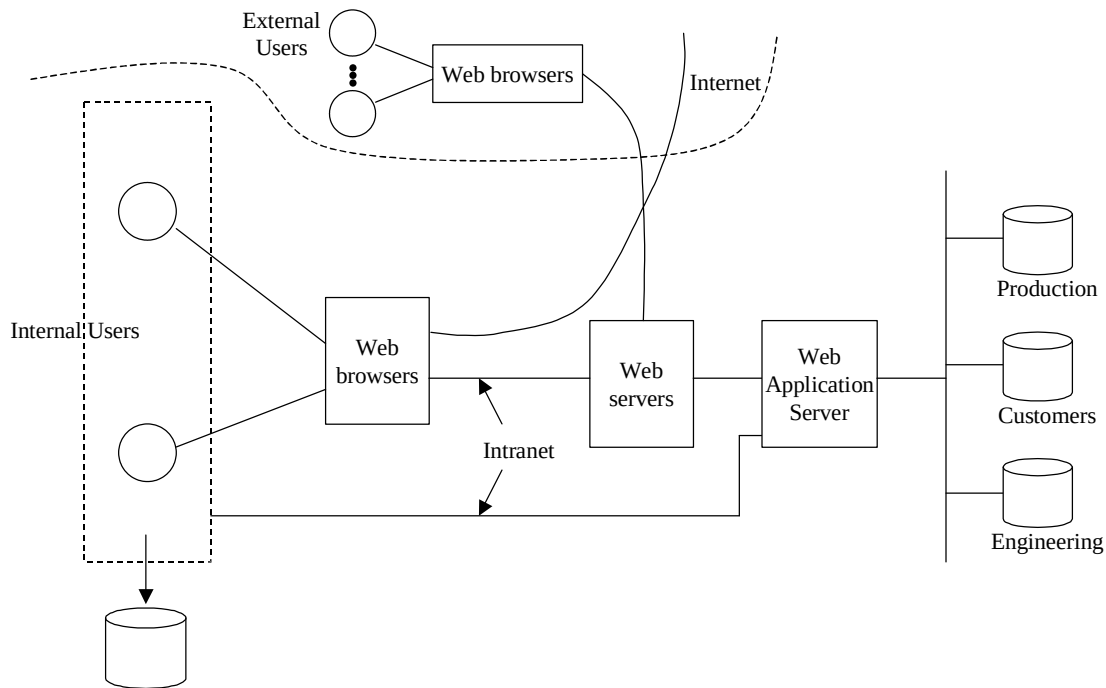 External
Users
Web browsers
Internet
Internal Users
Web
browsers
Web
servers
Web
Application
Server
Intranet
Production
Customers
Engineering